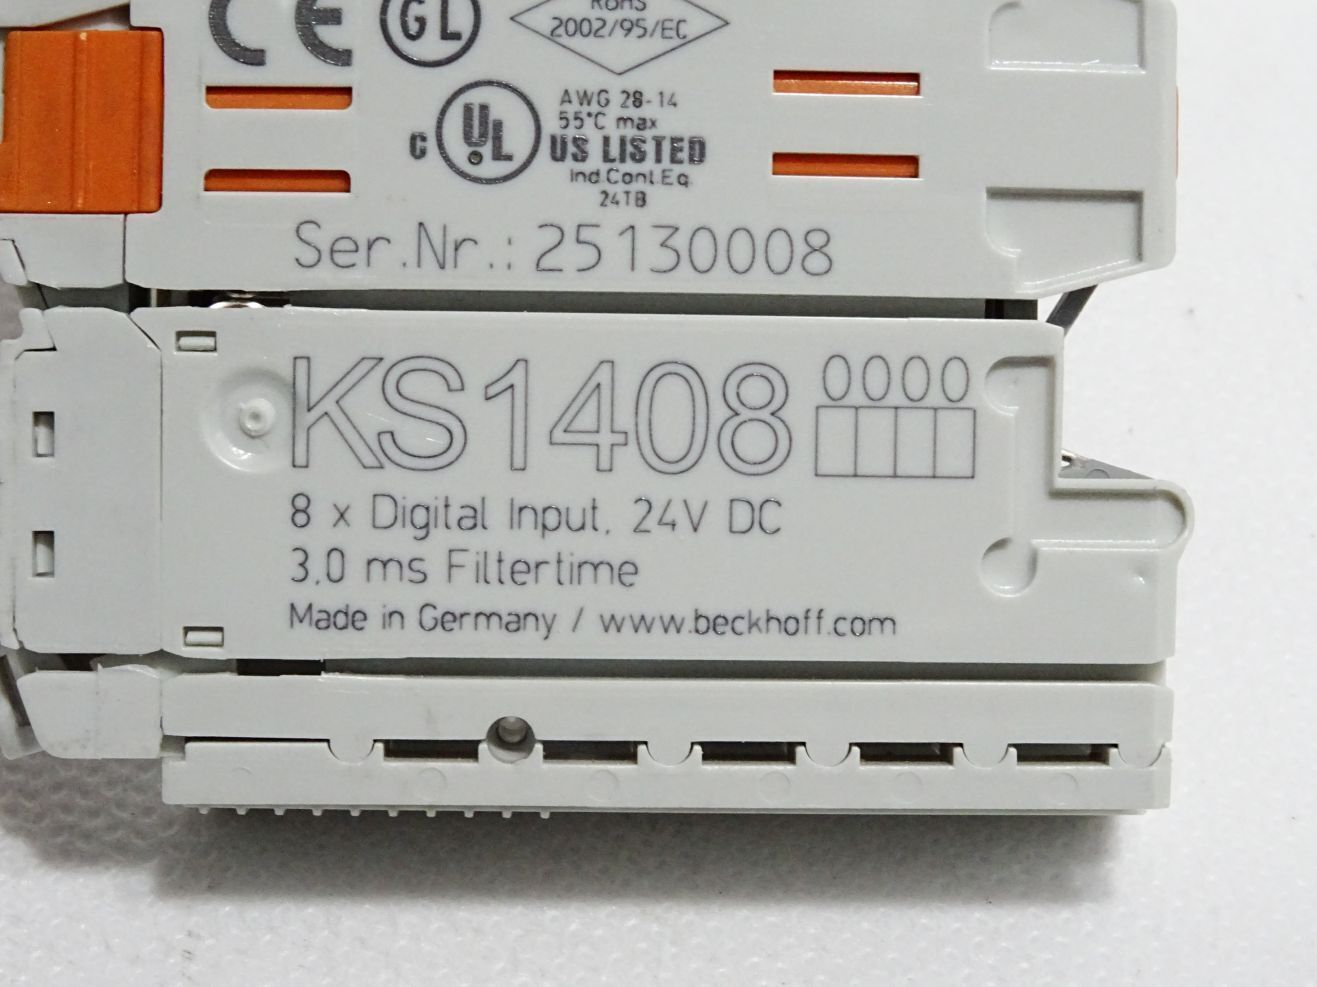 CE GL RoHS
2002/95/EC
AWG 28-14
55°C max
C UL US LISTED
Ind.Cont.Eq.
24TB
Ser.Nr.: 25130008
KS1408 0000
8 x Digital Input, 24V DC
3.0 ms Filtertime
Made in Germany / www.beckhoff.com